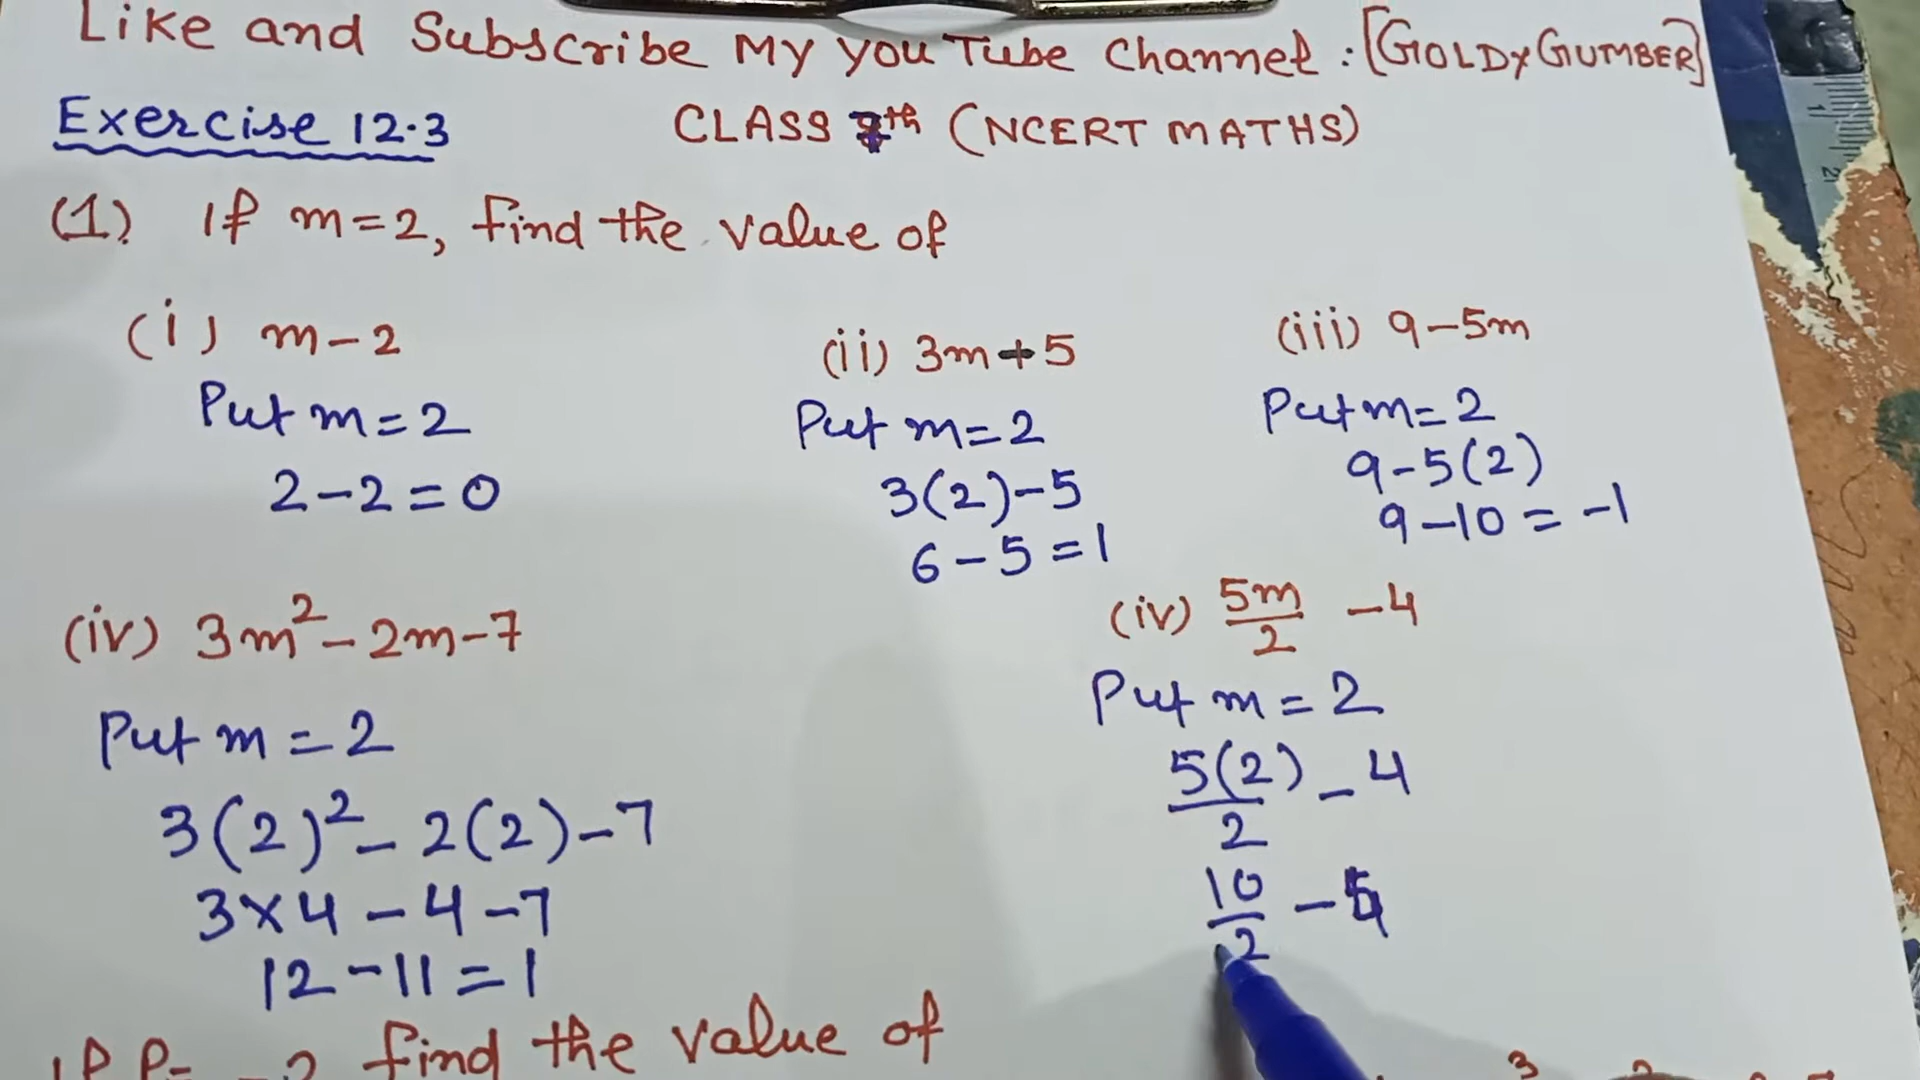 Like and Subscribe My YouTube Channel : [GOLDY GUMBER]
Exercise 12.3 CLASS 7th (NCERT MATHS)
(1) If m=2, find the value of
(i) m-2
Put m=2
2-2=0
(ii) 3m+5
Put m=2
3(2)-5
6-5=1
(iii) 9-5m
Put m=2
9-5(2)
9-10=-1
(iv) 3m²-2m-7
Put m=2
3(2)²-2(2)-7
3×4-4-7
12-11=1
(iv) 5m/2 -4
Put m=2
5(2)/2 -4
10/2 -4
find the value of